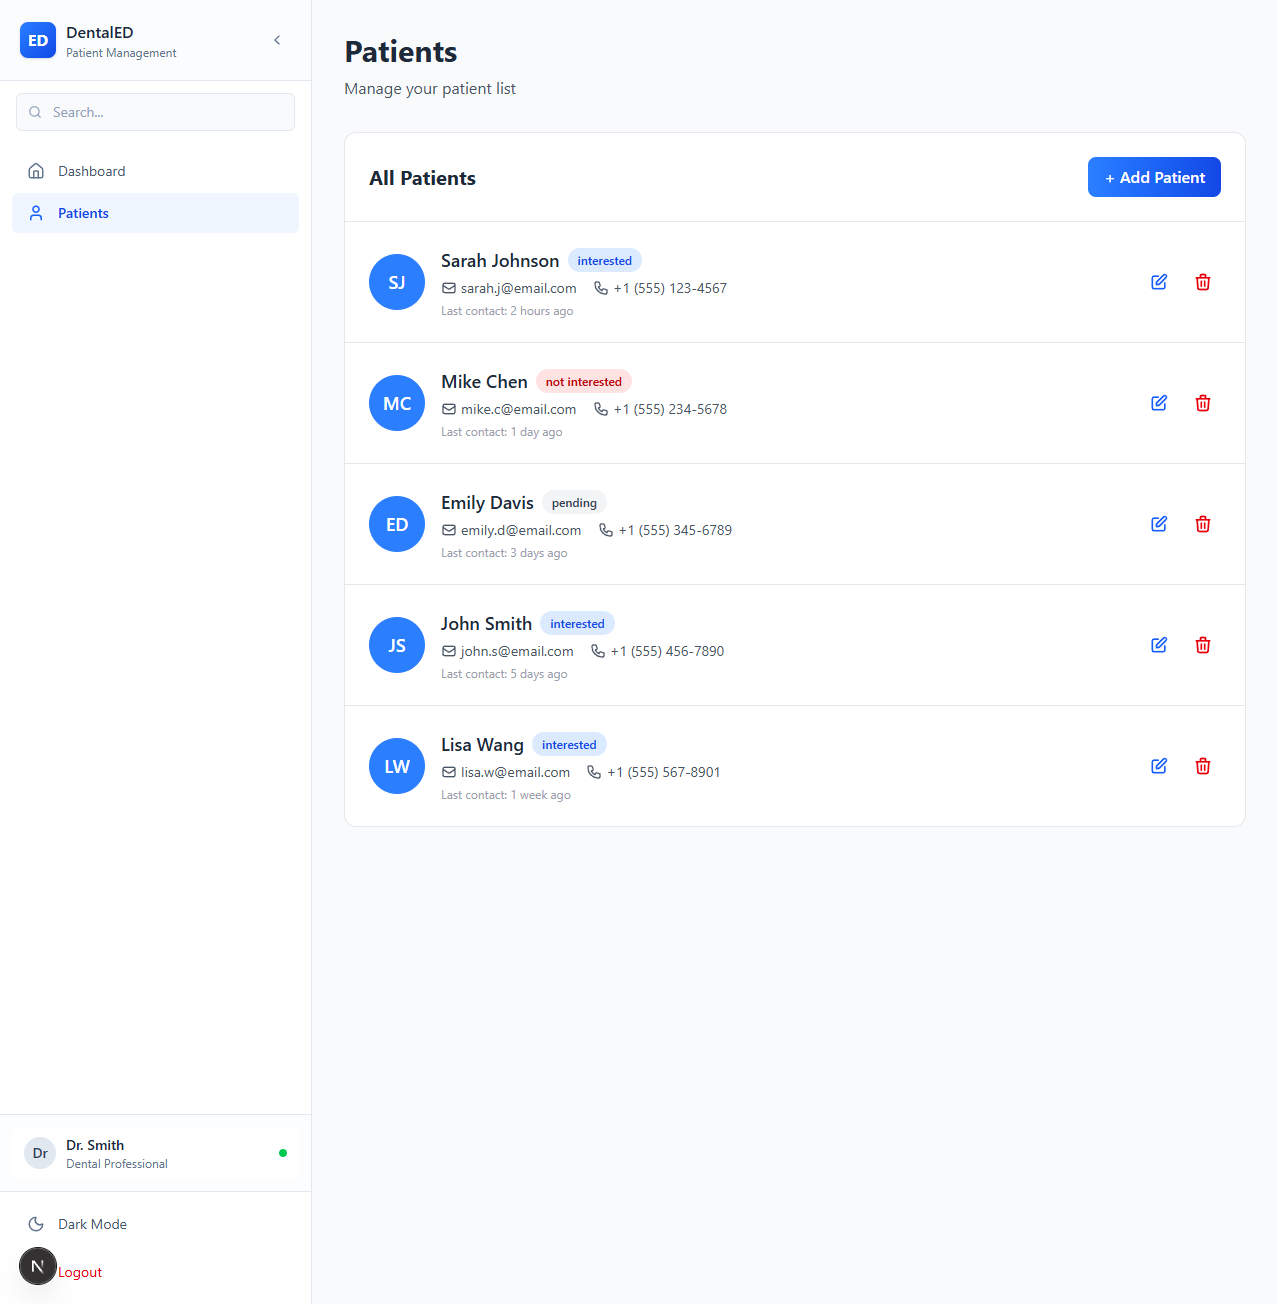 ED
DentalED
Patient Management
Search...
Dashboard
Patients
Dr
Dr. Smith
Dental Professional
Dark Mode
N
Logout
Patients
Manage your patient list
All Patients
+ Add Patient
SJ
Sarah Johnson interested
sarah.j@email.com +1 (555) 123-4567
Last contact: 2 hours ago
MC
Mike Chen not interested
mike.c@email.com +1 (555) 234-5678
Last contact: 1 day ago
ED
Emily Davis pending
emily.d@email.com +1 (555) 345-6789
Last contact: 3 days ago
JS
John Smith interested
john.s@email.com +1 (555) 456-7890
Last contact: 5 days ago
LW
Lisa Wang interested
lisa.w@email.com +1 (555) 567-8901
Last contact: 1 week ago